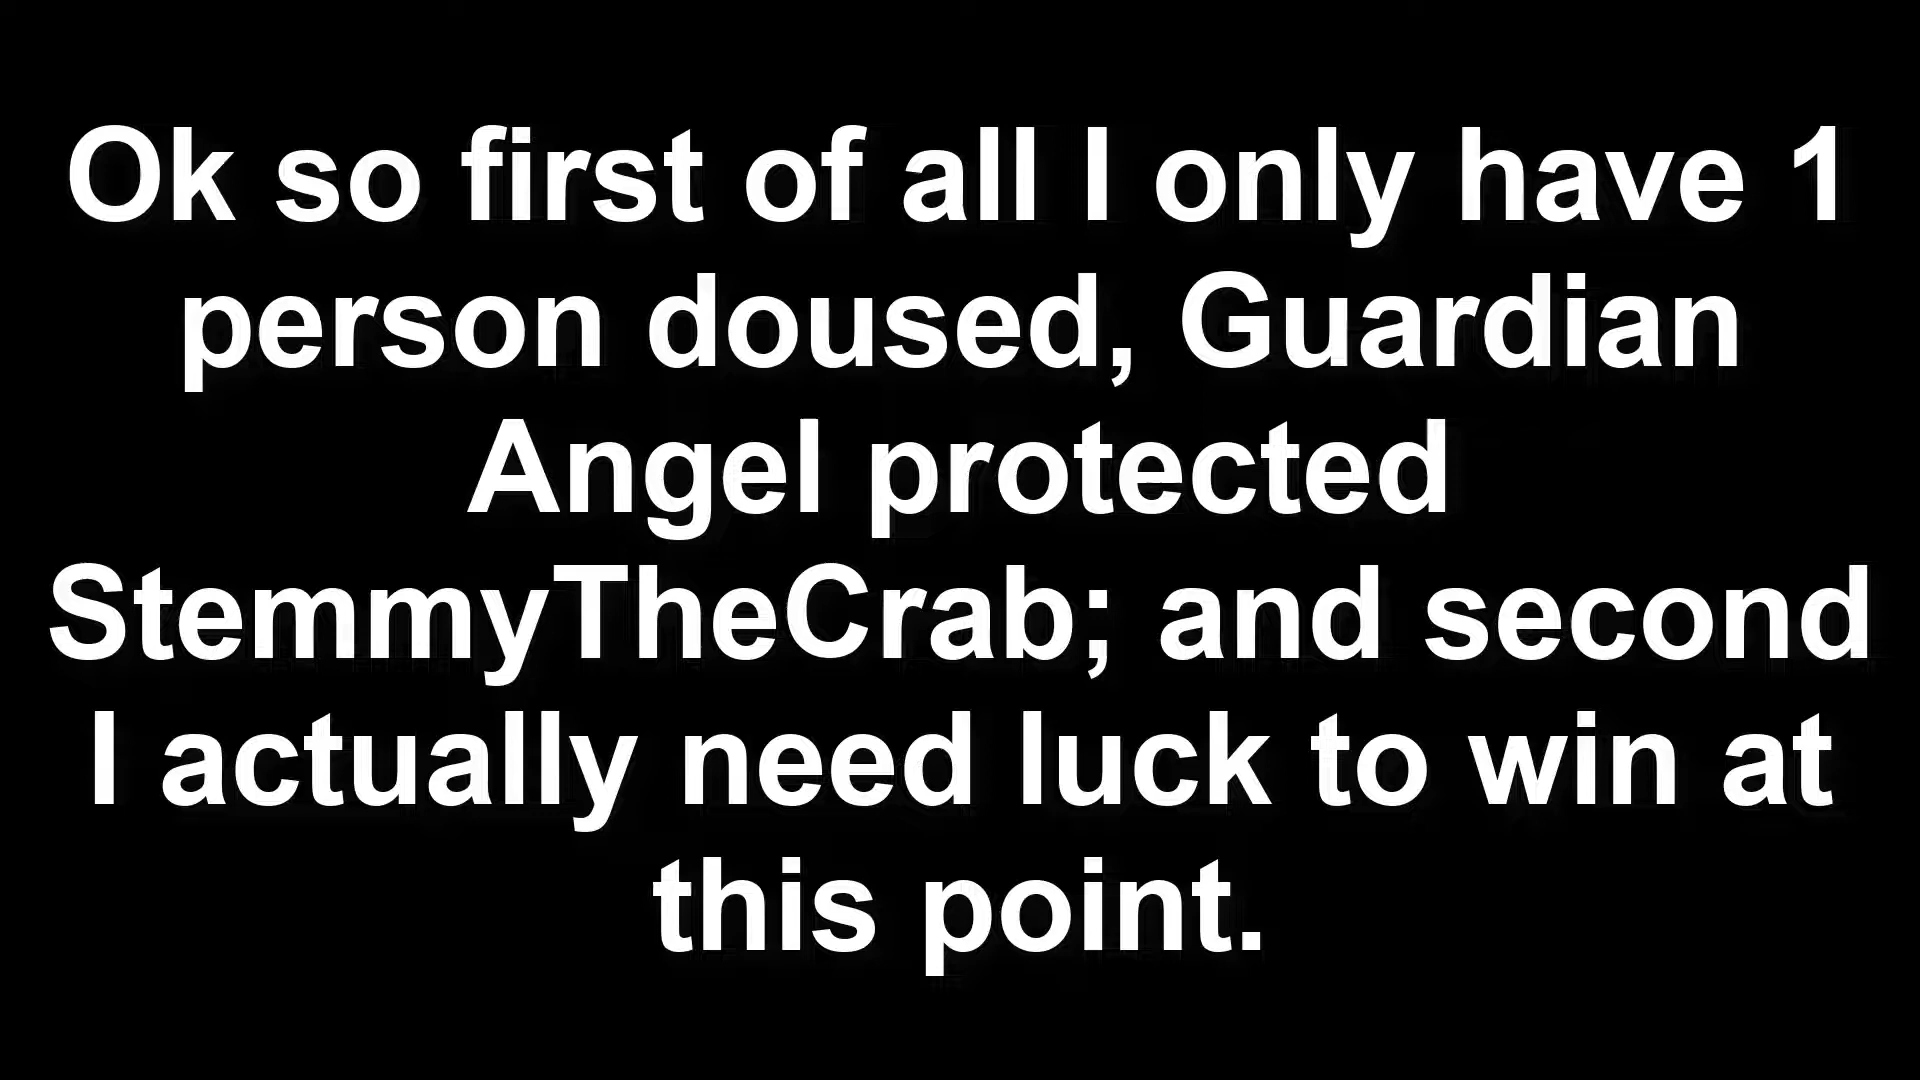 Ok so first of all I only have 1
person doused, Guardian
Angel protected
StemmyTheCrab; and second
I actually need luck to win at
this point.